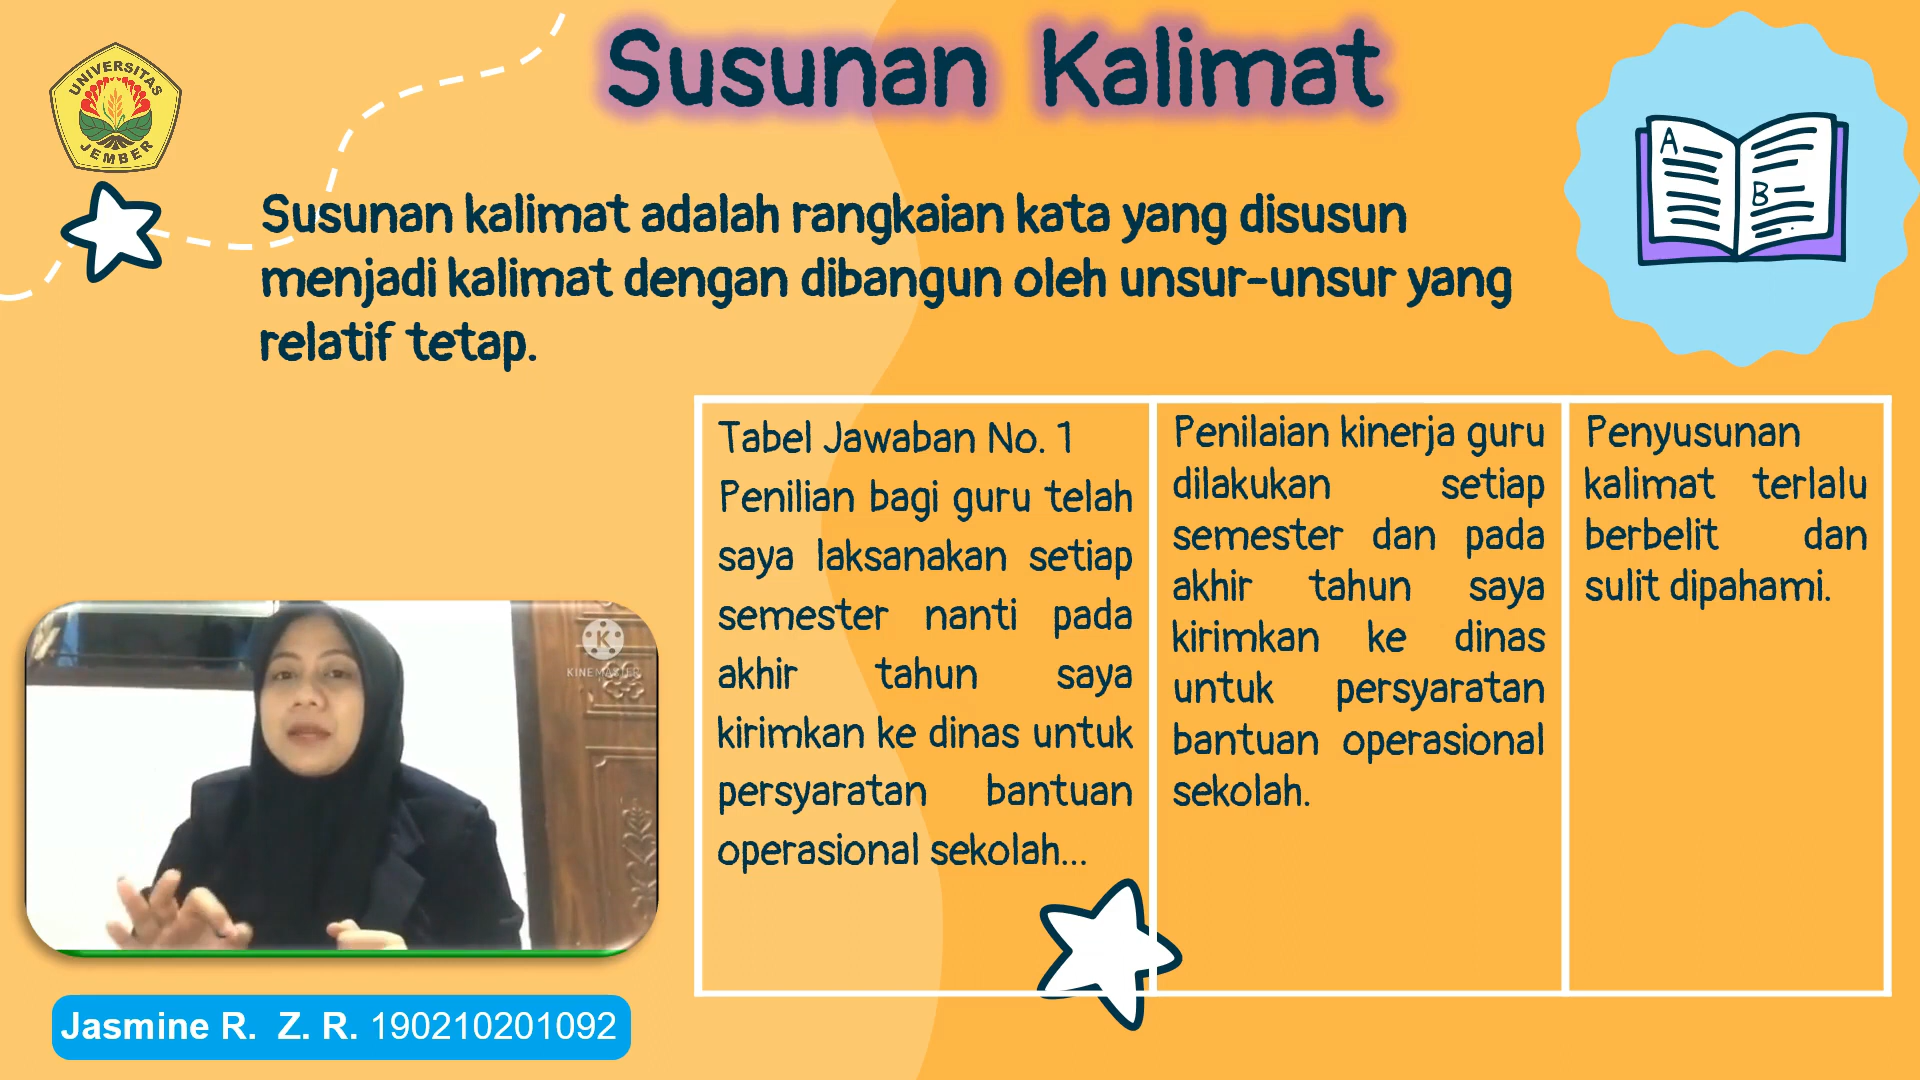 Susunan Kalimat
UNIVERSITAS
JEMBER
A
B
Susunan kalimat adalah rangkaian kata yang disusun
menjadi kalimat dengan dibangun oleh unsur-unsur yang
relatif tetap.
Tabel Jawaban No. 1
Penilian bagi guru telah
saya laksanakan setiap
semester nanti pada
akhir tahun saya
kirimkan ke dinas untuk
persyaratan bantuan
operasional sekolah...
Penilaian kinerja guru
dilakukan setiap
semester dan pada
akhir tahun saya
kirimkan ke dinas
untuk persyaratan
bantuan operasional
sekolah.
Penyusunan
kalimat terlalu
berbelit dan
sulit dipahami.
K
KINEMASTER
Jasmine R. Z. R. 190210201092